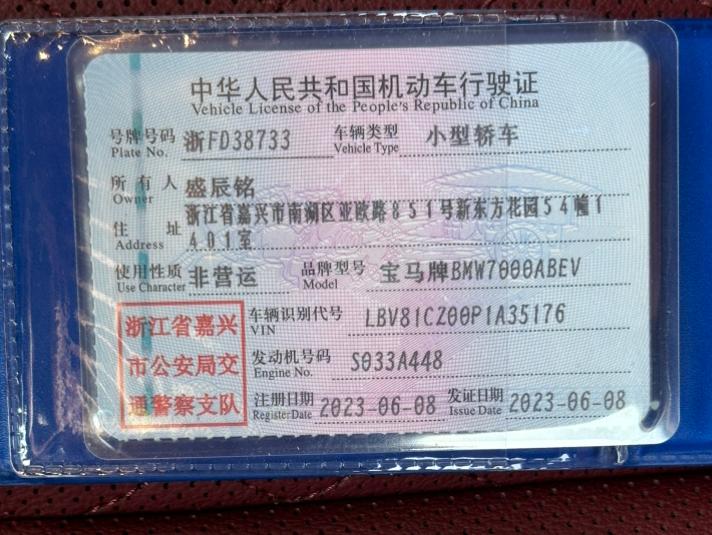 中华人民共和国机动车行驶证
Vehicle License of the People's Republic of China
号牌号码 浙FD38733 车辆类型 小型轿车
Plate No. Vehicle Type
所有人 盛辰铭
Owner
住址 浙江省嘉兴市南湖区亚欧路851号新东方花园54幢1
Address 401室
使用性质 非营运 品牌型号 宝马牌BMW7000ABEV
Use Character Model
浙江省嘉兴
市公安局交
通警察支队
车辆识别代号 LBV81CZ00P1A35176
VIN
发动机号码 S033A448
Engine No.
注册日期 2023-06-08 发证日期 2023-06-08
Register Date Issue Date